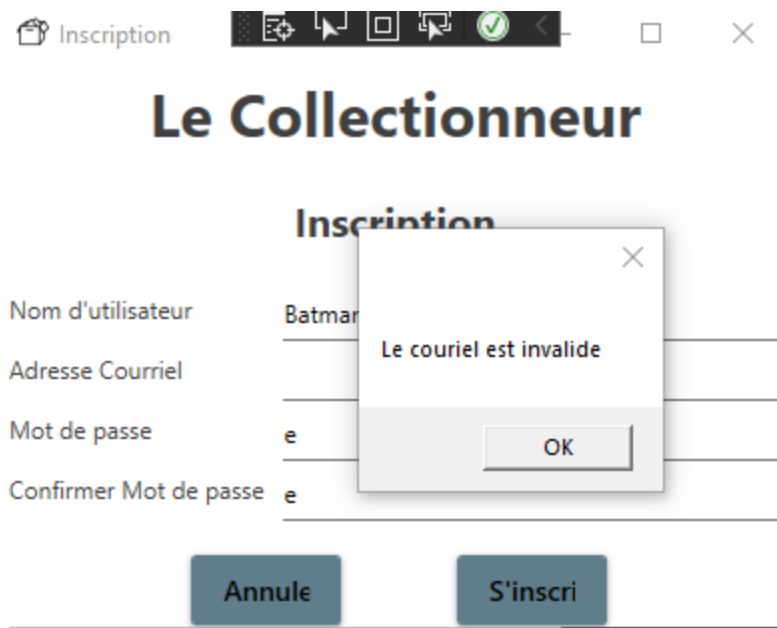 Inscription
Le Collectionneur
Inscription
Nom d'utilisateur
Batmar
Le couriel est invalide
Adresse Courriel
Mot de passe
e
OK
Confirmer Mot de passe
e
Annule
S'inscri